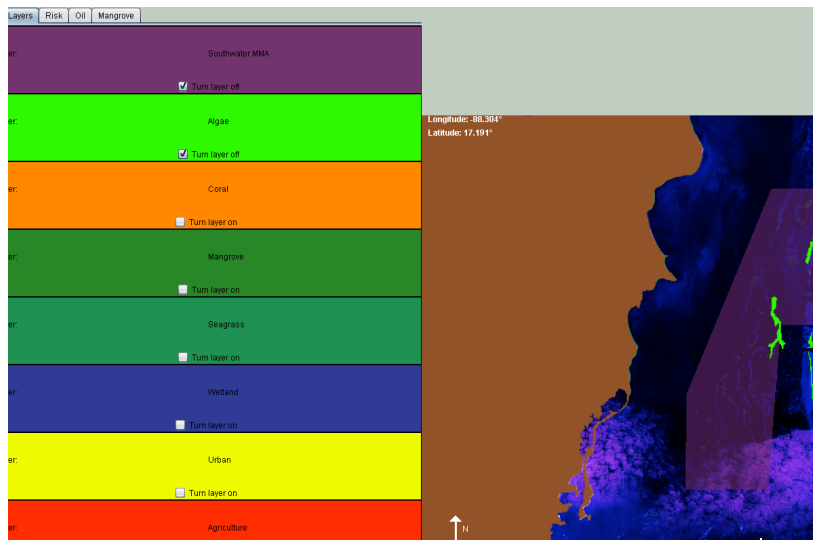 Layers Risk Oil Mangrove
er: Southwater MMA
Turn layer off
er: Algae
Turn layer off
er: Coral
Turn layer on
er: Mangrove
Turn layer on
er: Seagrass
Turn layer on
er: Wetland
Turn layer on
er: Urban
Turn layer on
er: Agriculture
Longitude: -88.304°
Latitude: 17.191°
N